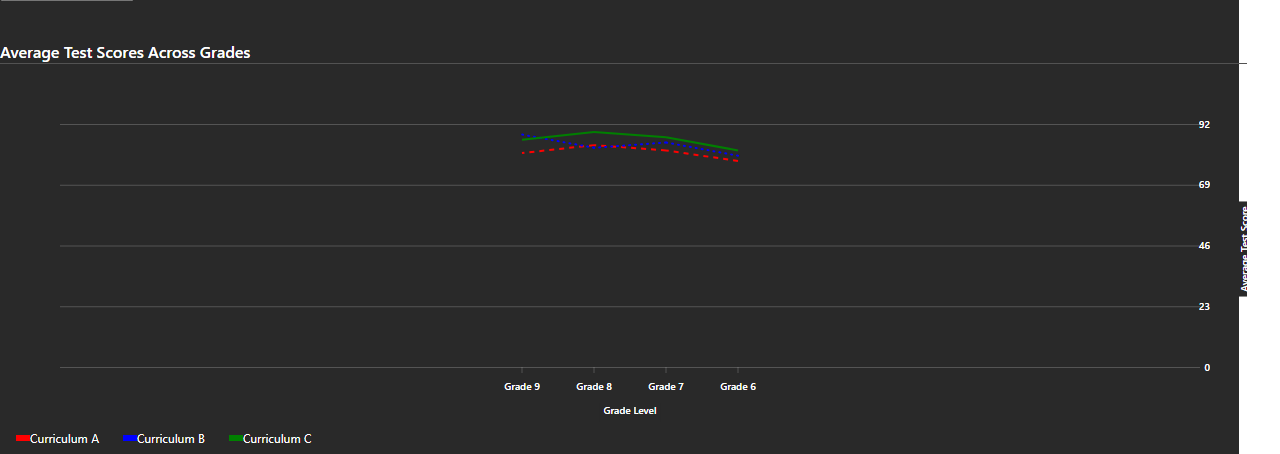 Average Test Scores Across Grades
92
69
46
23
0
Average Test Score
Grade 9 Grade 8 Grade 7 Grade 6
Grade Level
Curriculum A Curriculum B Curriculum C